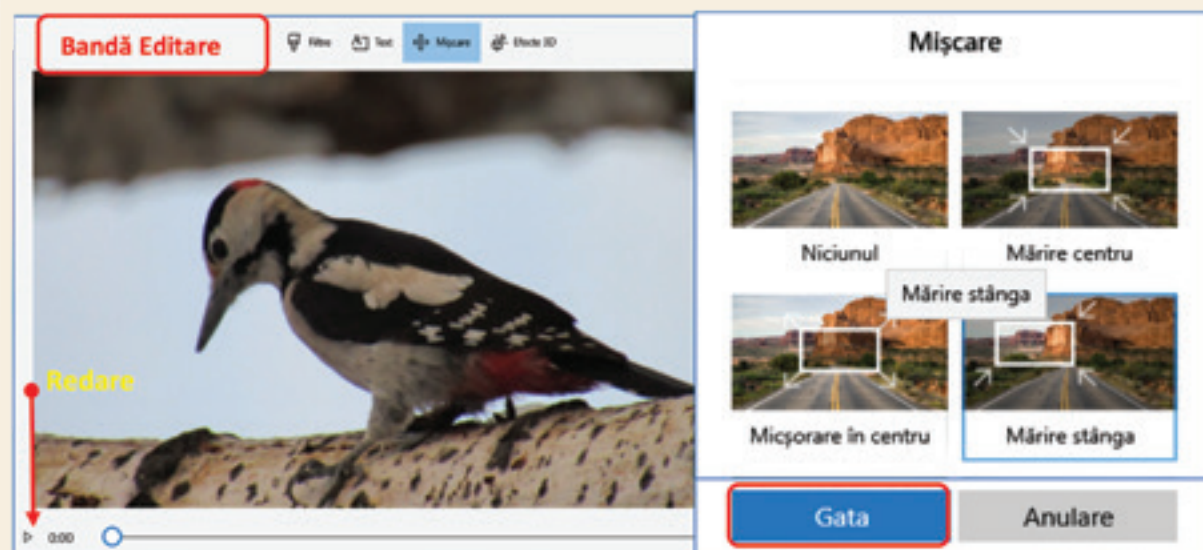 Bandă Editare
Filtre Text Mișcare Efecte 3D
Redare
0:00
Mișcare
Niciunul Mărire centru
Mărire stânga
Micșorare în centru Mărire stânga
Gata Anulare